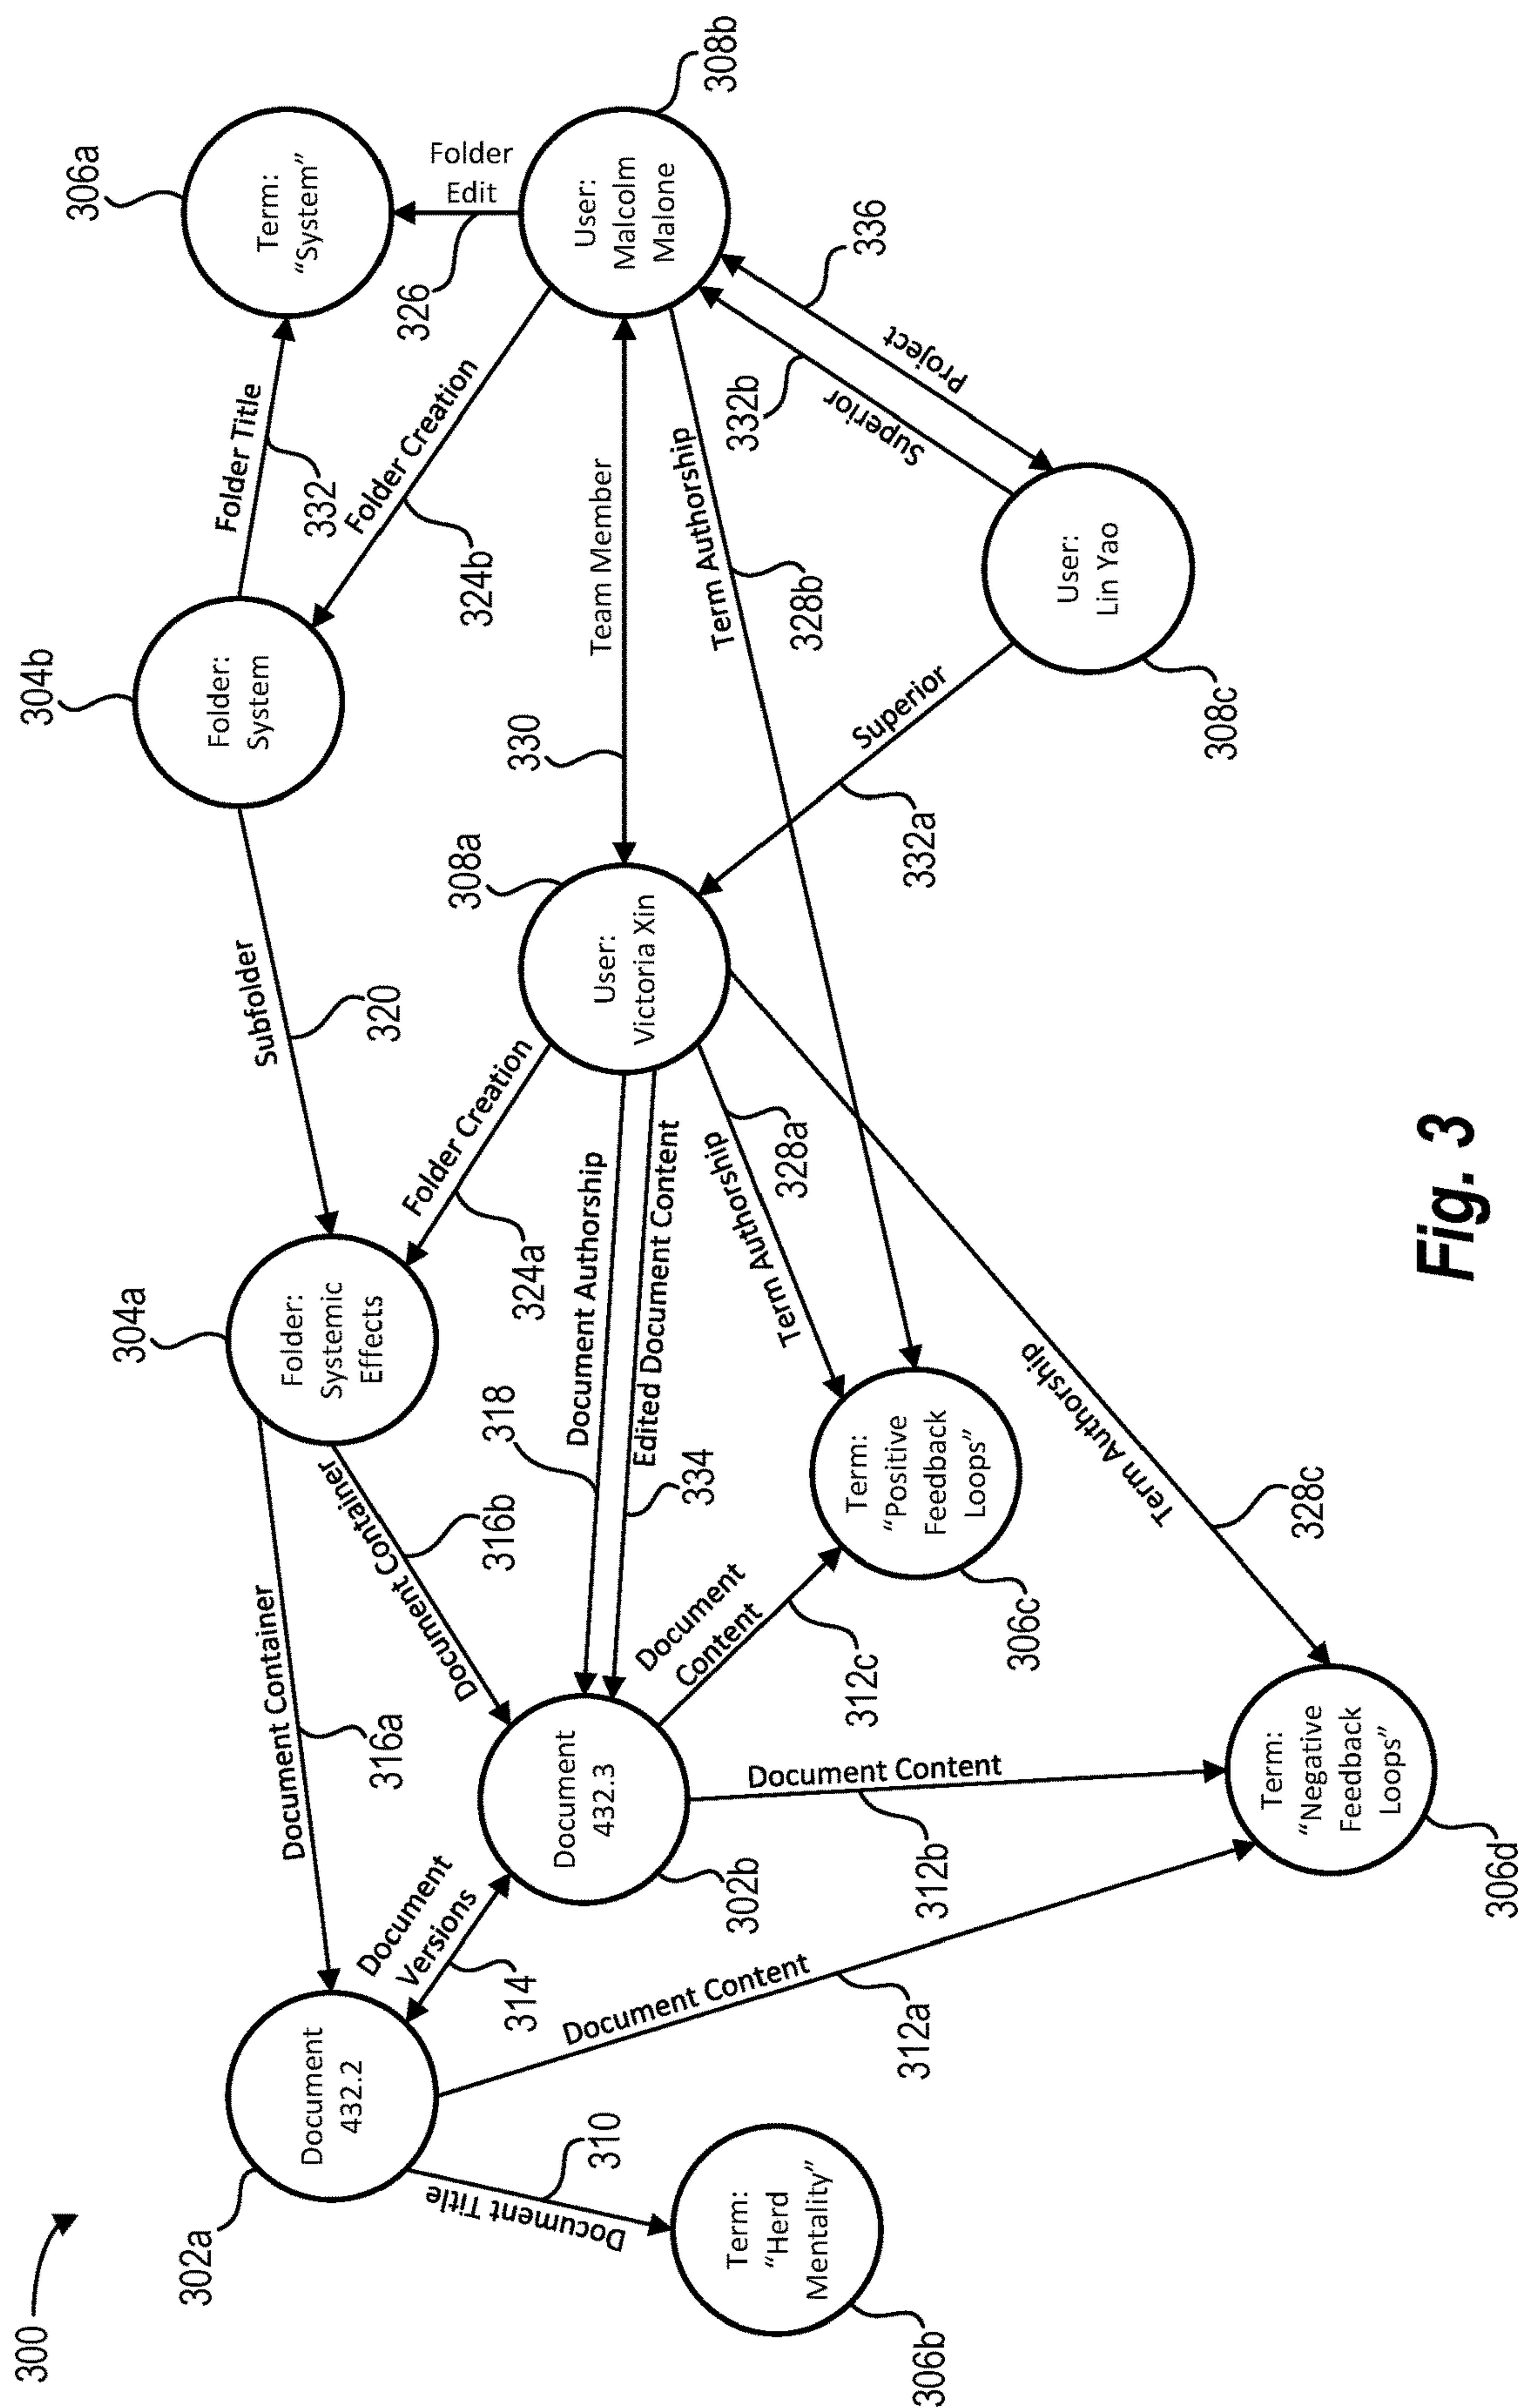 300
302a
Document
432.2
Document Title
310
Term:
“Herd
Mentality”
306b
Document Container
316a
Document
Versions
314
Document Content
312a
304a
Folder:
Systemic
Effects
Document Container
316b
Document
432.3
302b
Document Content
312b
Document
Content
312c
Term:
“Negative
Feedback
Loops”
306d
Term:
“Positive
Feedback
Loops”
306c
318
Document Authorship
Edited Document Content
334
Subfolder
320
Folder Creation
324a
308a
User:
Victoria Xin
Term Authorship
328a
Term Authorship
328c
304b
Folder:
System
Folder Title
332
Folder Creation
324b
330
Team Member
Term Authorship
328b
Superior
332a
306a
Term:
“System”
Folder
Edit
326
User:
Malcolm
Malone
308b
332b
Superior
Project
336
User:
Lin Yao
308c
Fig. 3